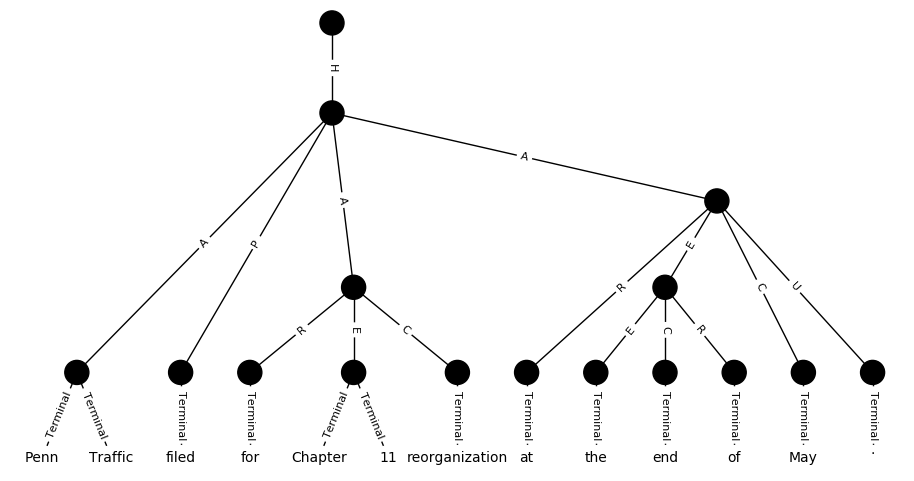 H
A
A
P
A
E
R
C
U
R
E
C
E
C
R
Terminal Terminal Terminal Terminal Terminal Terminal Terminal Terminal Terminal Terminal Terminal Terminal Terminal
Penn Traffic filed for Chapter 11 reorganization at the end of May .